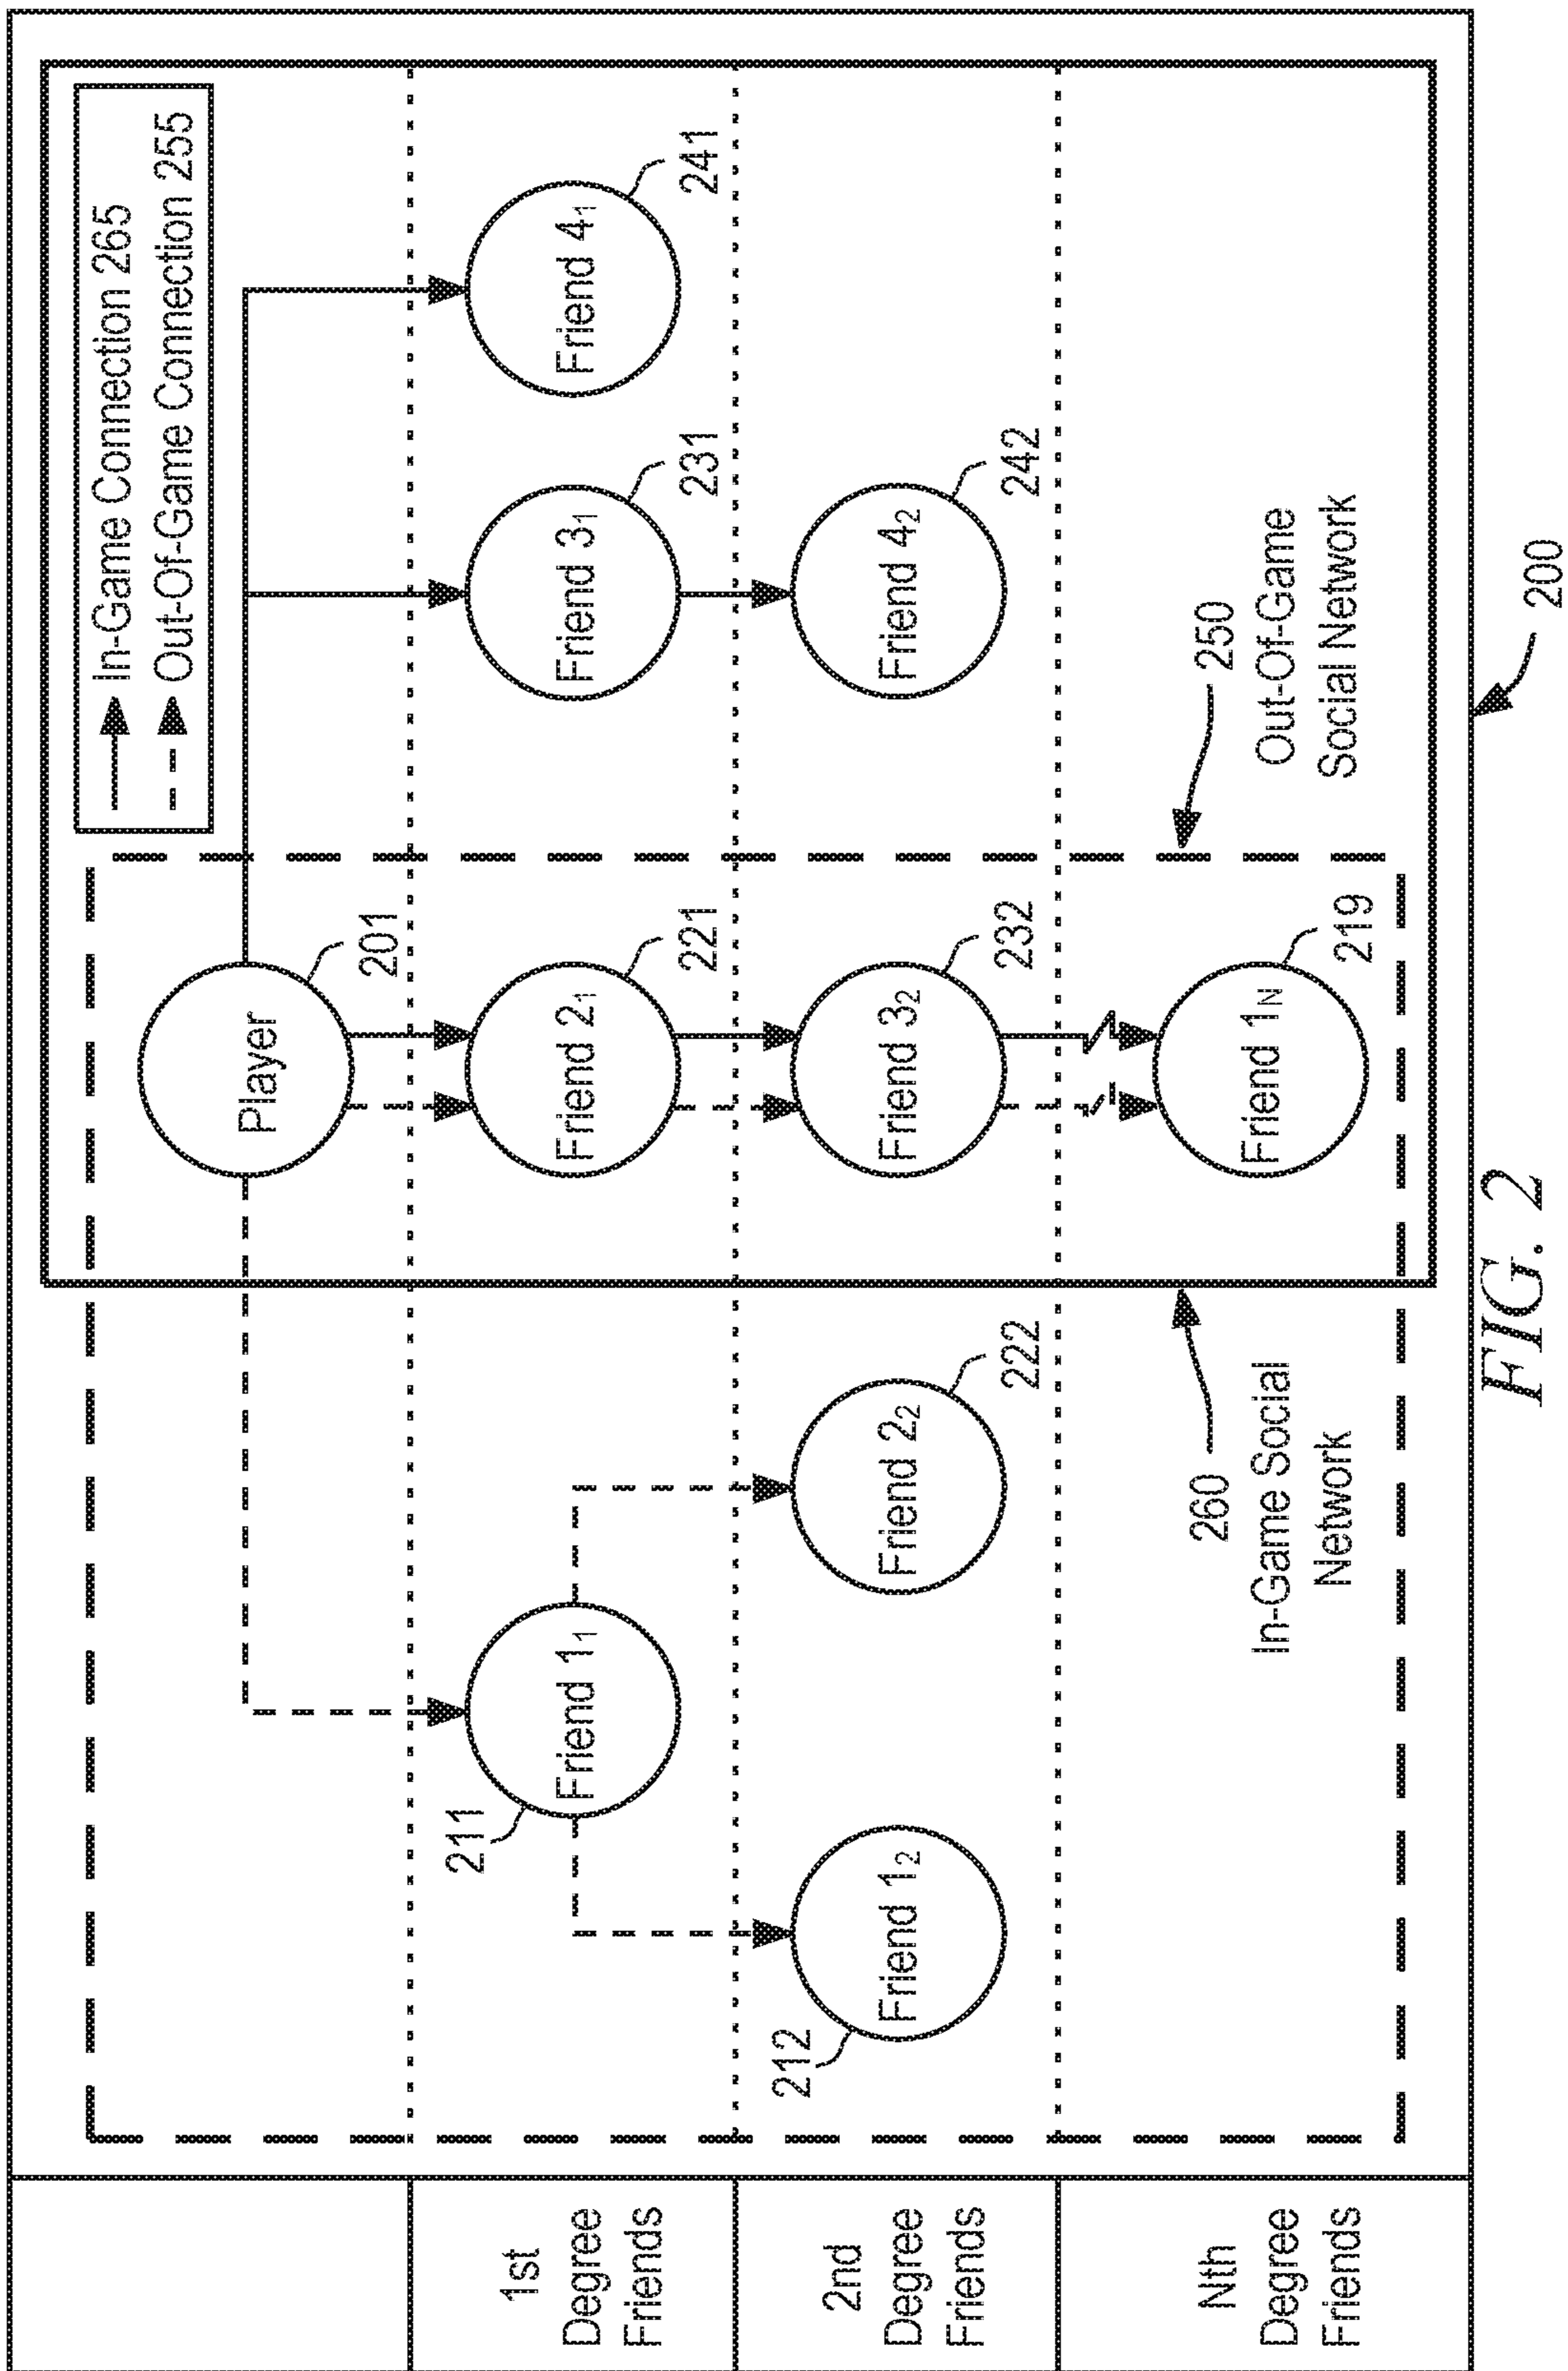 In-Game Connection 265
Out-Of-Game Connection 255
Player
201
1st
Degree
Friends
211
Friend 1₁
Friend 2₁
221
Friend 3₁
231
Friend 4₁
241
2nd
Degree
Friends
212
Friend 1₂
Friend 2₂
222
Friend 3₂
232
Friend 4₂
242
Nth
Degree
Friends
260
In-Game Social
Network
Friend 1N
219
250
Out-Of-Game
Social Network
200
FIG. 2